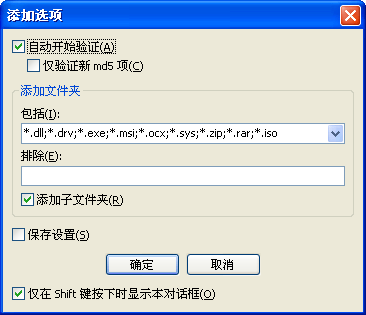 添加选项
自动开始验证(A)
仅验证新 md5 项(C)
添加文件夹
包括(I):
*.dll;*.drv;*.exe;*.msi;*.ocx;*.sys;*.zip;*.rar;*.iso
排除(E):
添加子文件夹(R)
保存设置(S)
确定 取消
仅在 Shift 键按下时显示本对话框(O)